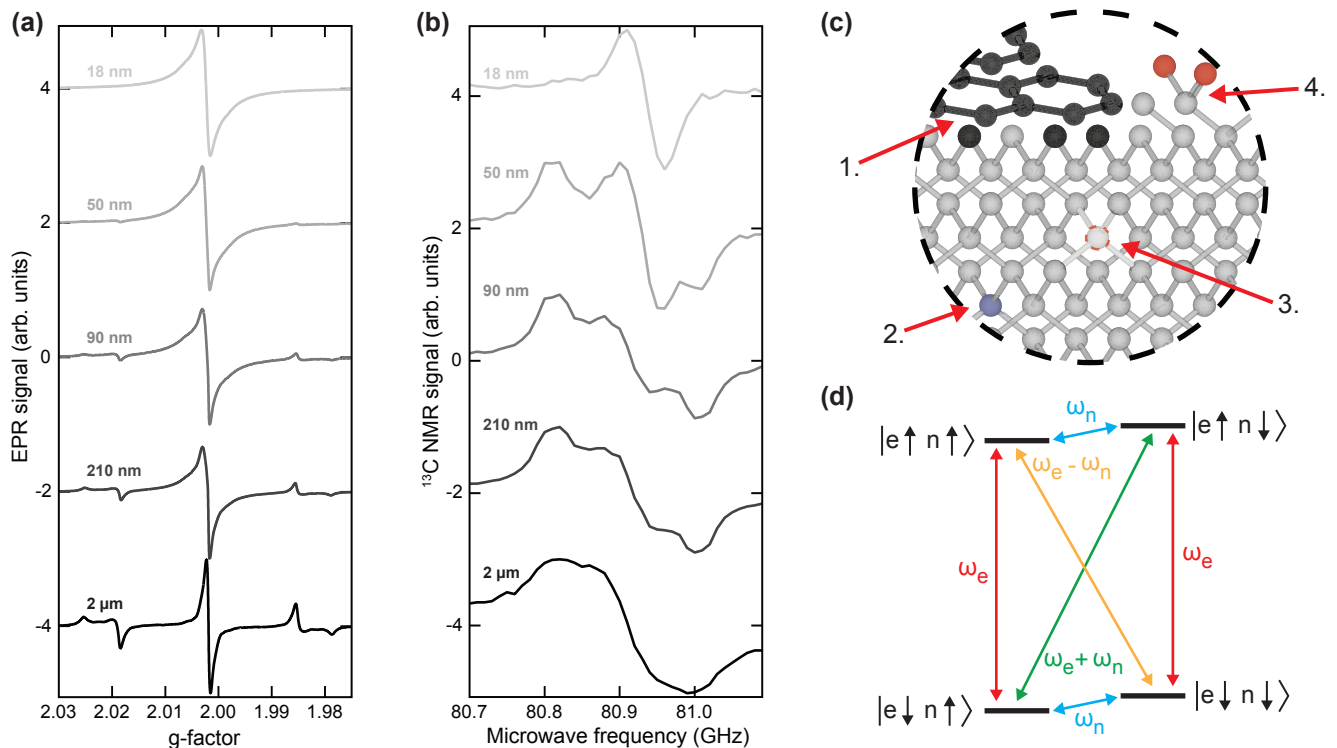 (a)
EPR signal (arb. units)
4
2
0
-2
-4
18 nm
50 nm
90 nm
210 nm
2 µm
2.03 2.02 2.01 2.00 1.99 1.98
g-factor
(b)
¹³C NMR signal (arb. units)
4
2
0
-2
-4
18 nm
50 nm
90 nm
210 nm
2 µm
80.7 80.8 80.9 81.0
Microwave frequency (GHz)
(c)
1.
2.
3.
4.
(d)
|e↑ n↑⟩
ωn
|e↑ n↓⟩
ωe - ωn
ωe
ωe
ωe+ ωn
|e↓ n↑⟩
ωn
|e↓ n↓⟩